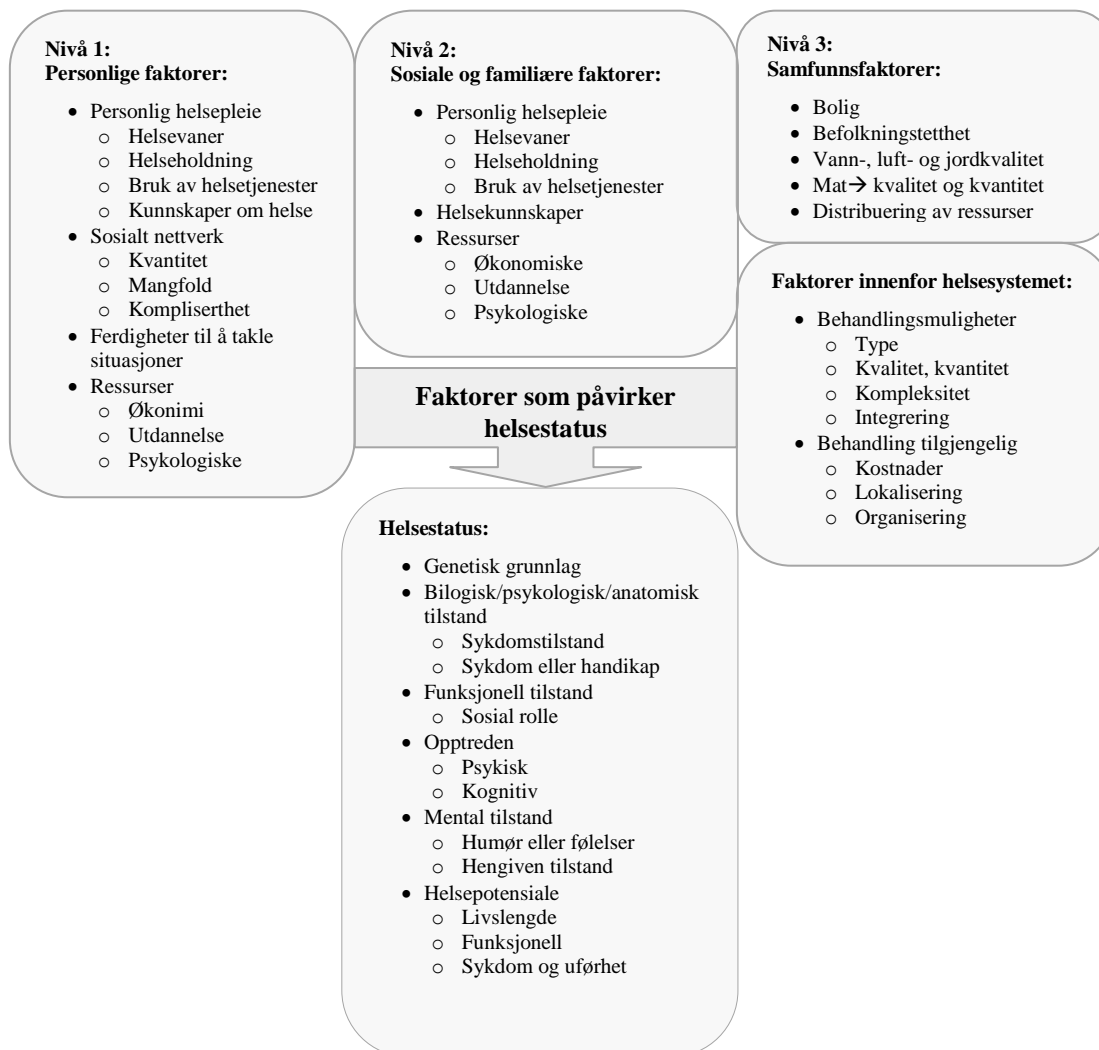 Nivå 1:
Personlige faktorer:
• Personlig helsepleie
o Helsevaner
o Helseholdning
o Bruk av helsetjenester
o Kunnskaper om helse
• Sosialt nettverk
o Kvantitet
o Mangfold
o Kompliserthet
• Ferdigheter til å takle
situasjoner
• Ressurser
o Økonimi
o Utdannelse
o Psykologiske
Nivå 2:
Sosiale og familiære faktorer:
• Personlig helsepleie
o Helsevaner
o Helseholdning
o Bruk av helsetjenester
• Helsekunnskaper
• Ressurser
o Økonomiske
o Utdannelse
o Psykologiske
Nivå 3:
Samfunnsfaktorer:
• Bolig
• Befolkningstetthet
• Vann-, luft- og jordkvalitet
• Mat→ kvalitet og kvantitet
• Distribuering av ressurser
Faktorer innenfor helsesystemet:
• Behandlingsmuligheter
o Type
o Kvalitet, kvantitet
o Kompleksitet
o Integrering
• Behandling tilgjengelig
o Kostnader
o Lokalisering
o Organisering
Faktorer som påvirker
helsestatus
Helsestatus:
• Genetisk grunnlag
• Bilogisk/psykologisk/anatomisk
tilstand
o Sykdomstilstand
o Sykdom eller handikap
• Funksjonell tilstand
o Sosial rolle
• Opptreden
o Psykisk
o Kognitiv
• Mental tilstand
o Humør eller følelser
o Hengiven tilstand
• Helsepotensiale
o Livslengde
o Funksjonell
o Sykdom og uførhet